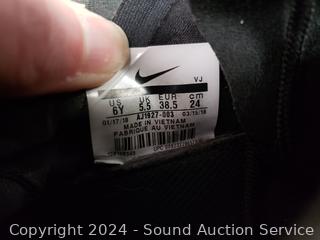 VJ
US UK EUR cm
6Y 5.5 38.5 24
01/17/18 AJ1927-003 03/15/18
MADE IN VIETNAM
FABRIQUE AU VIETNAM
Copyright 2024 - Sound Auction Service